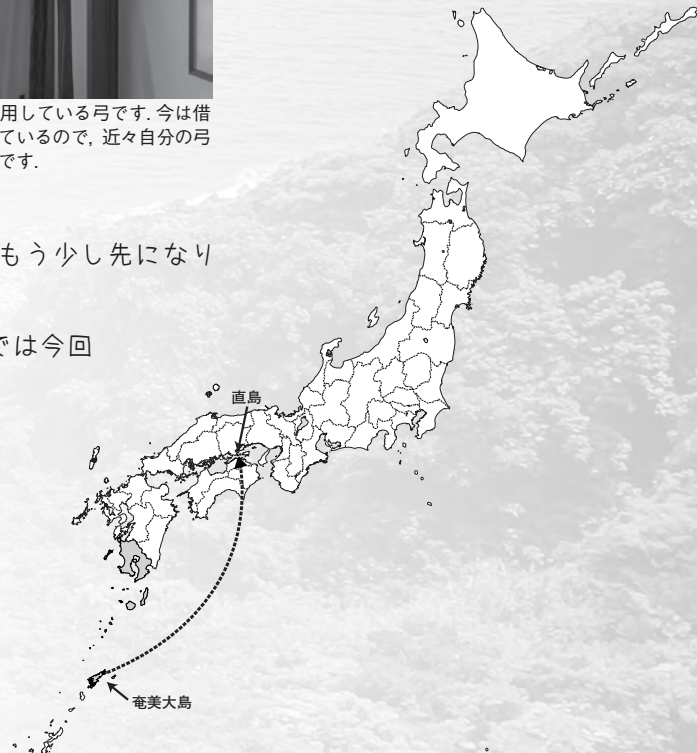 用している弓です. 今は借
ているので, 近々自分の弓
です.
もう少し先になり
では今回
直島
奄美大島